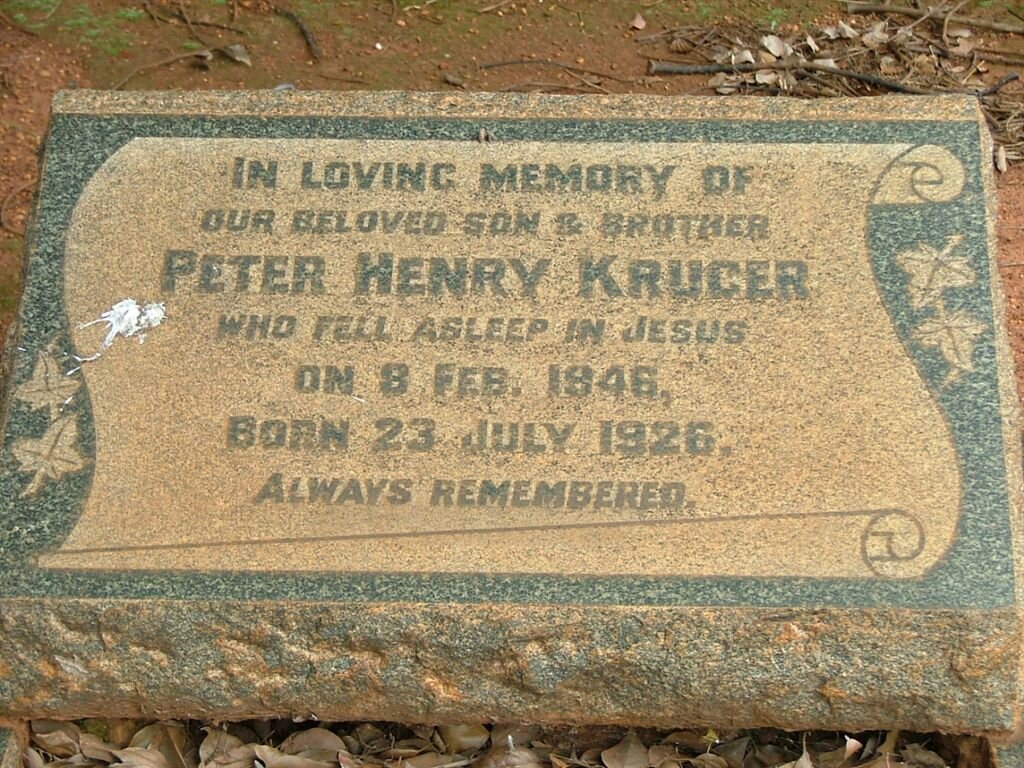 IN LOVING MEMORY OF
OUR BELOVED SON & BROTHER
PETER HENRY KRUGER
WHO FELL ASLEEP IN JESUS
ON 8 FEB. 1946,
BORN 23 JULY 1926,
ALWAYS REMEMBERED.